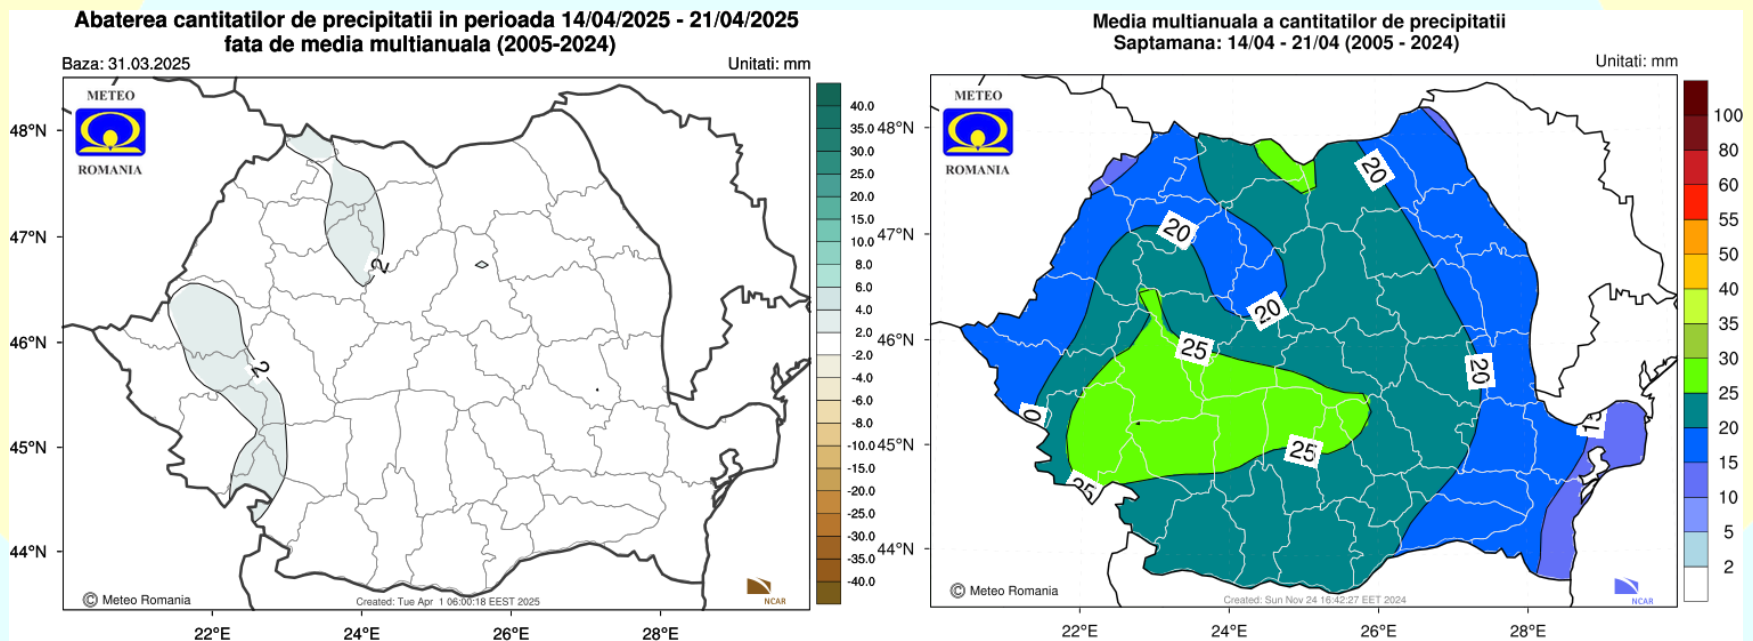 Abaterea cantitatilor de precipitatii in perioada 14/04/2025 - 21/04/2025
fata de media multianuala (2005-2024)
Baza: 31.03.2025
Unitati: mm
METEO
ROMANIA
48°N
47°N
46°N
45°N
44°N
22°E
24°E
26°E
28°E
2
2
40.0
35.0
30.0
25.0
20.0
15.0
10.0
8.0
6.0
4.0
2.0
-2.0
-4.0
-6.0
-8.0
-10.0
-15.0
-20.0
-25.0
-30.0
-35.0
-40.0
© Meteo Romania
Created: Tue Apr 1 06:00:18 EEST 2025
NCAR
Media multianuala a cantitatilor de precipitatii
Saptamana: 14/04 - 21/04 (2005 - 2024)
Unitati: mm
METEO
ROMANIA
48°N
47°N
46°N
45°N
44°N
22°E
24°E
26°E
28°E
20
20
20
25
20
0
25
25
100
80
60
55
50
40
35
30
25
20
15
10
5
2
© Meteo Romania
Created: Sun Nov 24 16:42:27 EET 2024
NCAR